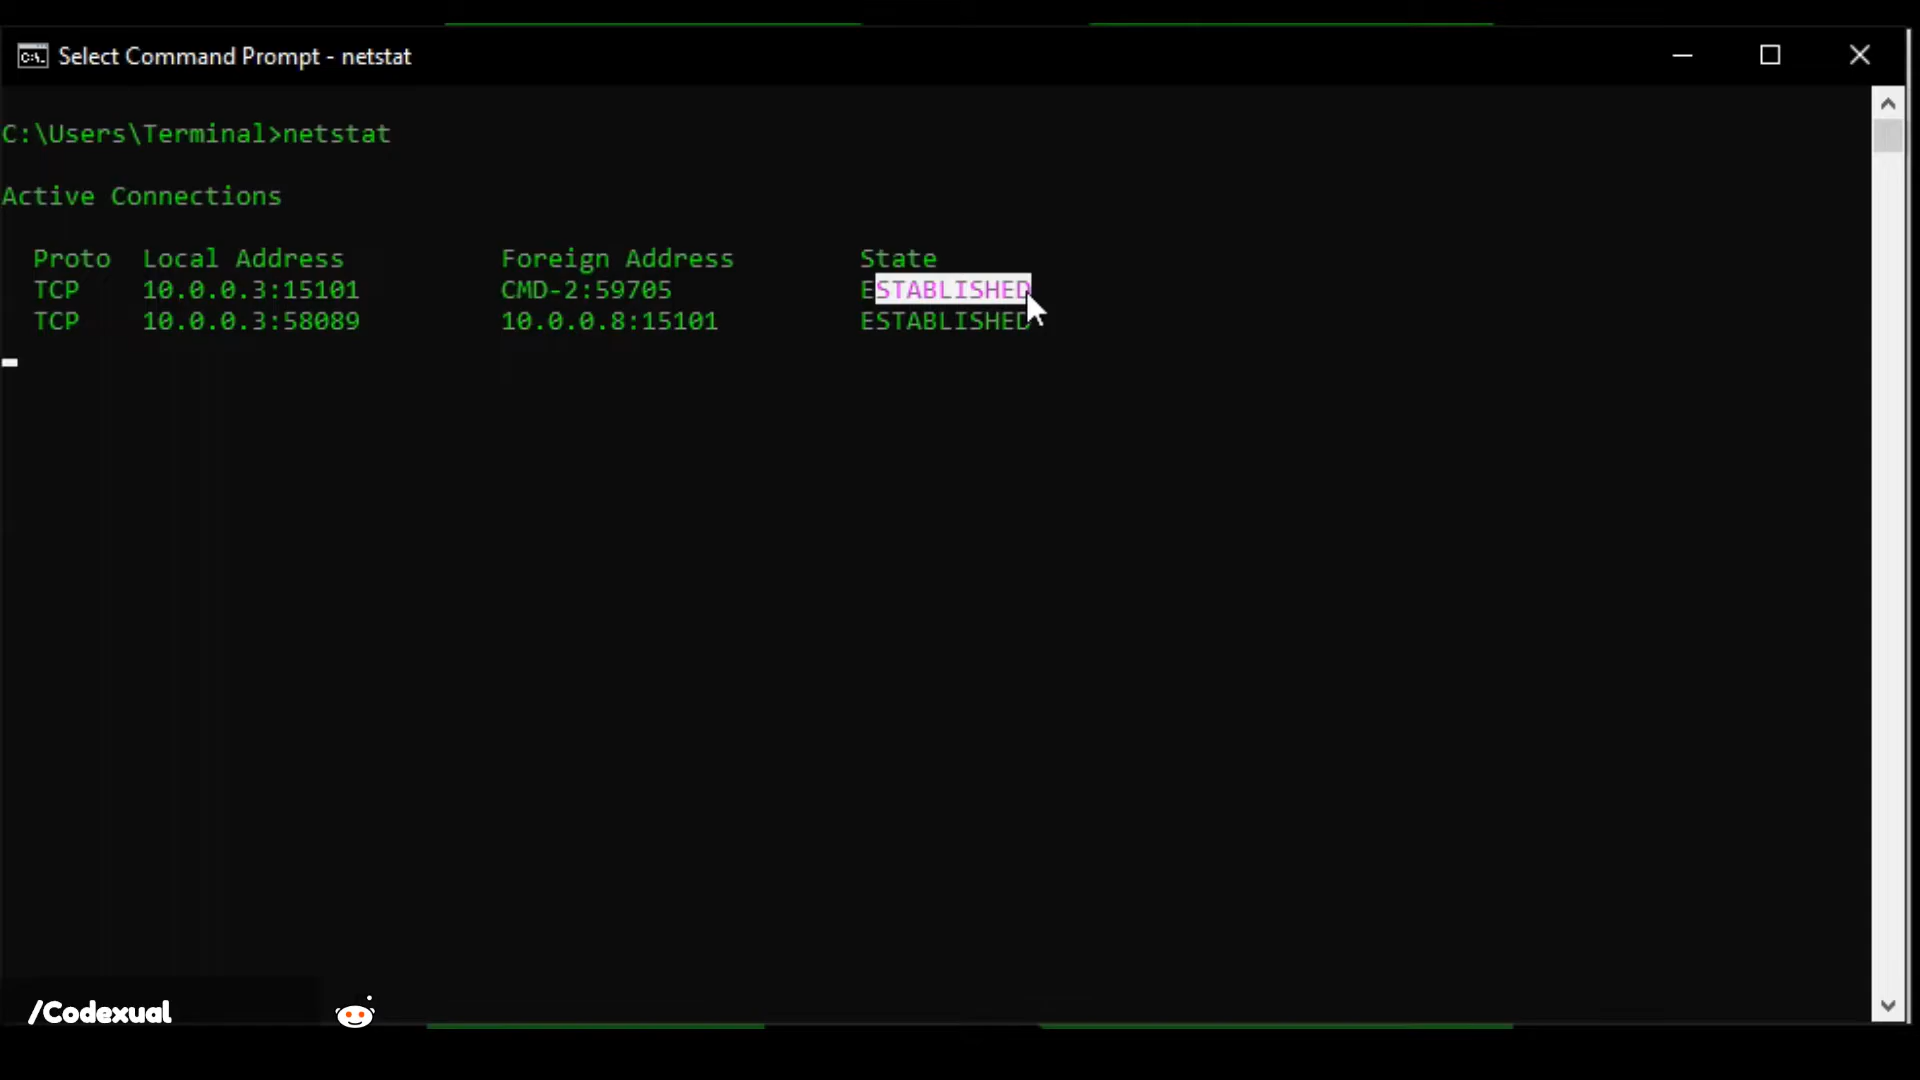 Select Command Prompt - netstat
C:\Users\Terminal>netstat
Active Connections
Proto Local Address Foreign Address State
TCP 10.0.0.3:15101 CMD-2:59705 ESTABLISHED
TCP 10.0.0.3:58089 10.0.0.8:15101 ESTABLISHED
/Codexual